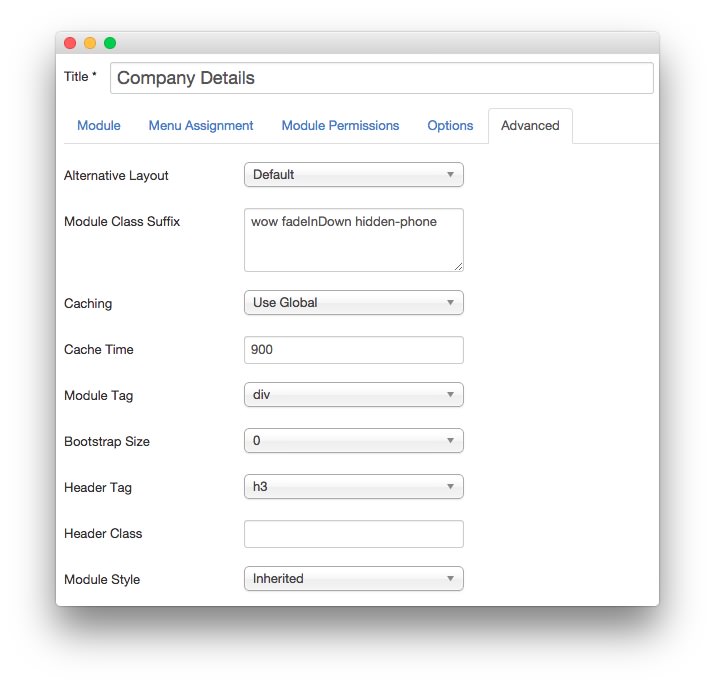 Title * Company Details
Module Menu Assignment Module Permissions Options Advanced
Alternative Layout Default
Module Class Suffix wow fadeInDown hidden-phone
Caching Use Global
Cache Time 900
Module Tag div
Bootstrap Size 0
Header Tag h3
Header Class
Module Style Inherited